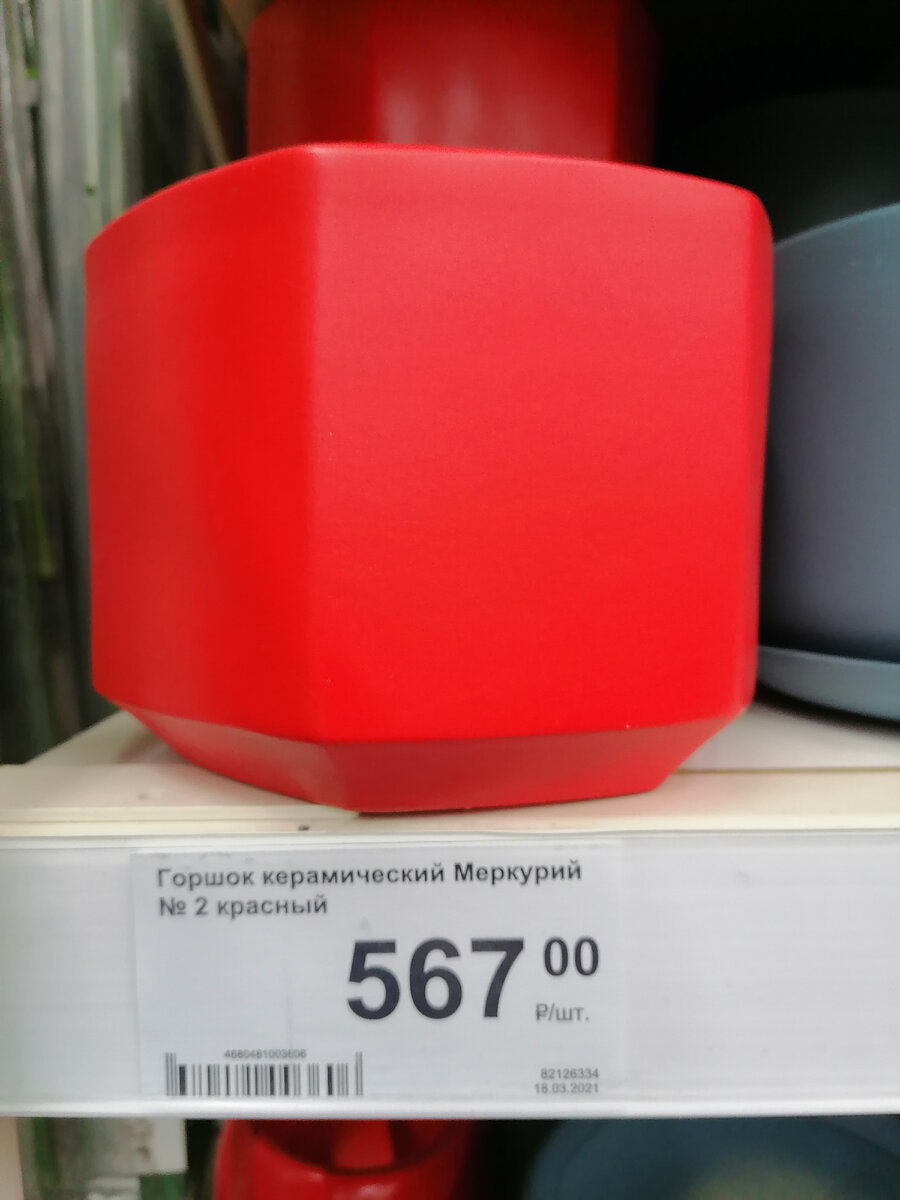 Горшок керамический Меркурий
№ 2 красный
567 00
₽/шт.
4680481003606
82126334
18.03.2021